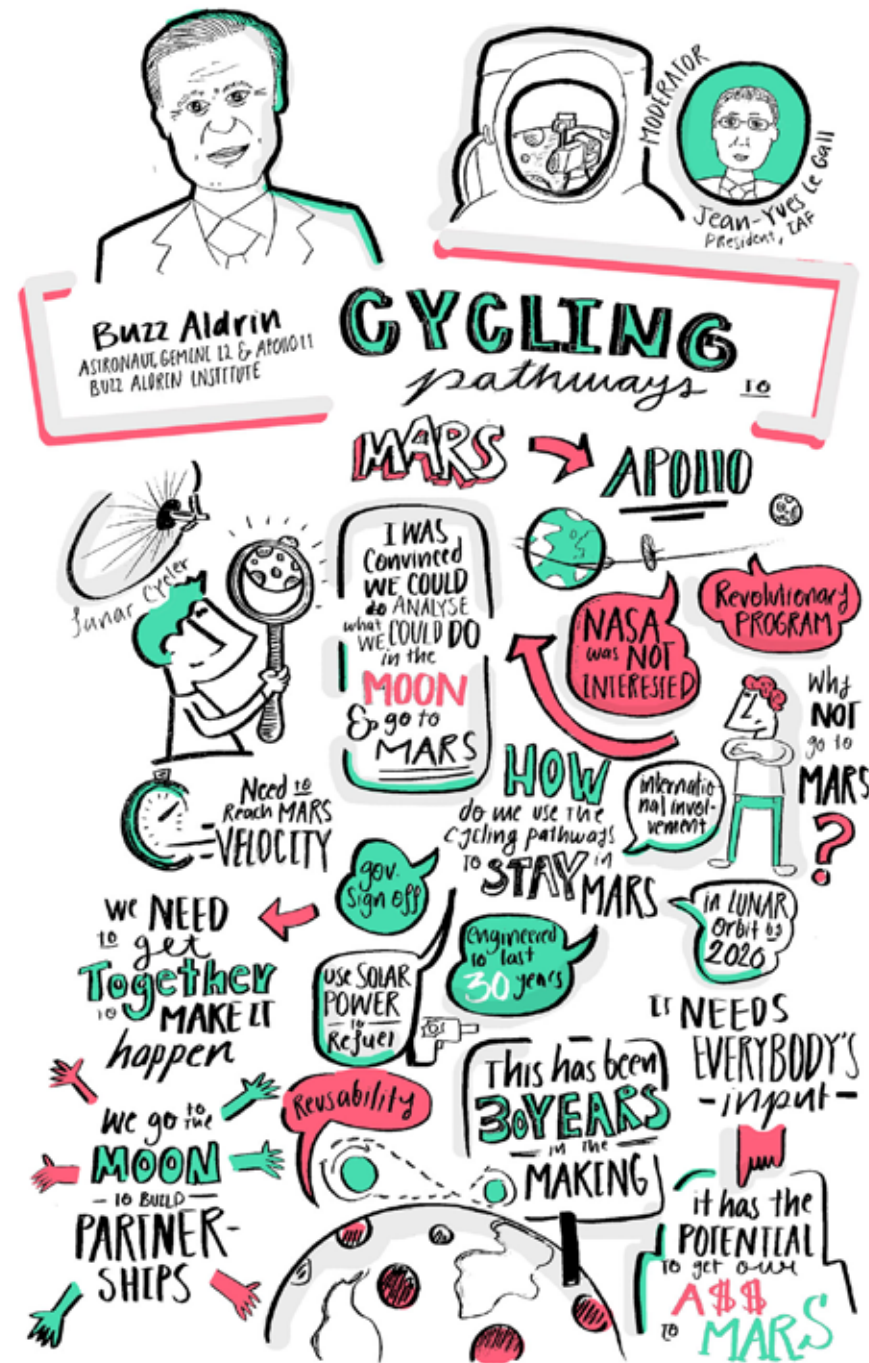 MODERATOR
Jean-Yves Le Gall
President, IAF
Buzz Aldrin
ASTRONAUT, GEMINI 12 & APOLLO 11
BUZZ ALDRIN INSTITUTE
CYCLING
pathways to
MARS
APOLLO
lunar cycler
I WAS
Convinced
WE COULD
do ANALYSE
what
WE COULD DO
in the
MOON
& go to
MARS
NASA
was NOT
INTERESTED
Revolutionary
PROGRAM
Why
NOT
go to
MARS
?
Need to
Reach MARS
VELOCITY
HOW
do we use the
cycling pathways
to STAY in
MARS
internatio-
nal invol-
vement
gov.
sign off
in LUNAR
orbit by
2026
engineered
to last
30 years
use SOLAR
POWER
to
Refuel
we NEED
to get
Together
to MAKE IT
happen
It NEEDS
EVERYBODY'S
- input -
This has been
30 YEARS
in the
MAKING
Reusability
we go to the
MOON
- to BUILD -
PARTNER-
SHIPS
it has the
POTENTIAL
to get our
A$$
to MARS